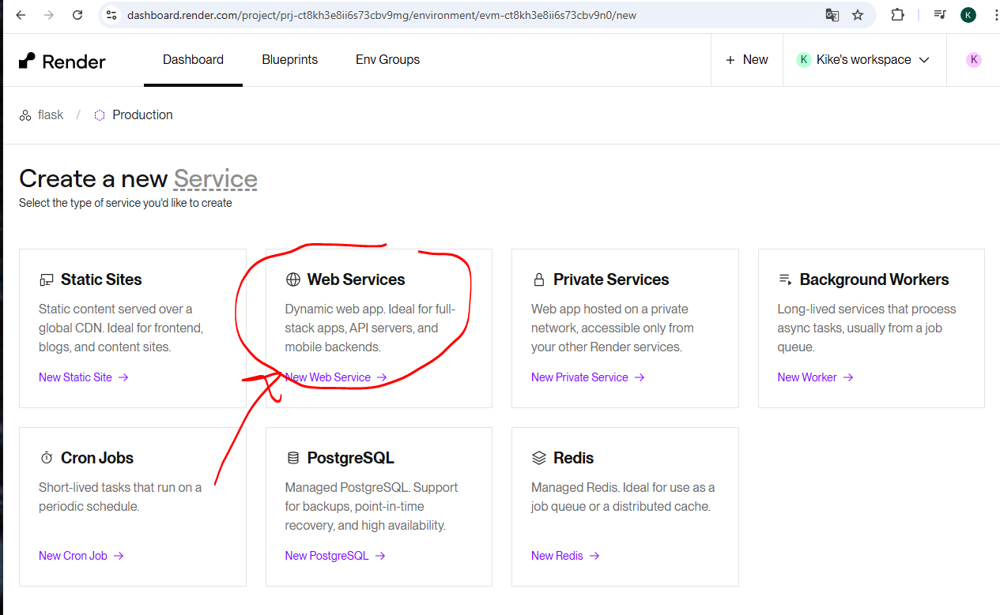 dashboard.render.com/project/prj-ct8kh3e8ii6s73cbv9mg/environment/evm-ct8kh3e8ii6s73cbv9n0/new
K
Render
Dashboard
Blueprints
Env Groups
+ New
K Kike's workspace
K
flask / Production
Create a new Service
Select the type of service you'd like to create
Static Sites
Static content served over a
global CDN. Ideal for frontend,
blogs, and content sites.
New Static Site →
Web Services
Dynamic web app. Ideal for full-
stack apps, API servers, and
mobile backends.
New Web Service →
Private Services
Web app hosted on a private
network, accessible only from
your other Render services.
New Private Service →
Background Workers
Long-lived services that process
async tasks, usually from a job
queue.
New Worker →
Cron Jobs
Short-lived tasks that run on a
periodic schedule.
New Cron Job →
PostgreSQL
Managed PostgreSQL. Support
for backups, point-in-time
recovery, and high availability.
New PostgreSQL →
Redis
Managed Redis. Ideal for use as a
job queue or a distributed cache.
New Redis →